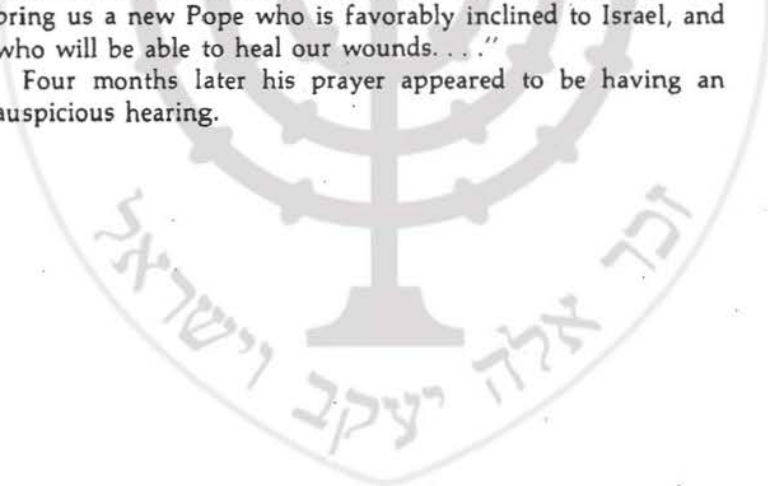 bring us a new Pope who is favorably inclined to Israel, and
who will be able to heal our wounds. . . ."
Four months later his prayer appeared to be having an
auspicious hearing.
זכר אלה יעקב וישראל